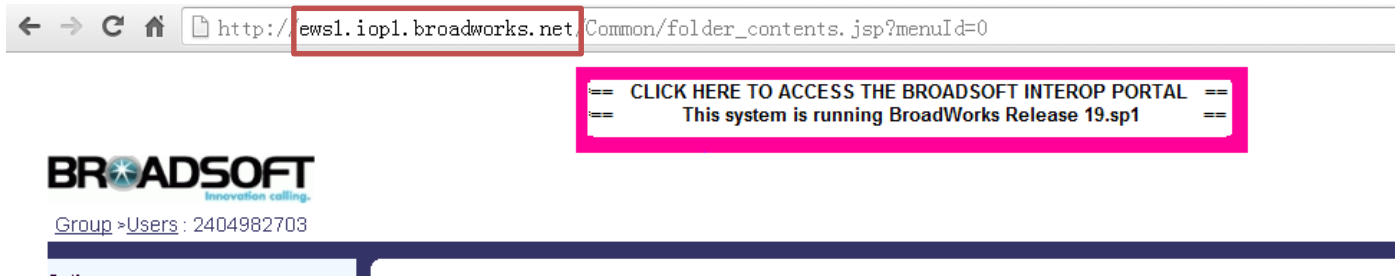 http://ews1.iop1.broadworks.net/Common/folder_contents.jsp?menuId=0
== CLICK HERE TO ACCESS THE BROADSOFT INTEROP PORTAL ==
== This system is running BroadWorks Release 19.sp1 ==
BROADSOFT
Innovation calling.
Group >Users : 2404982703